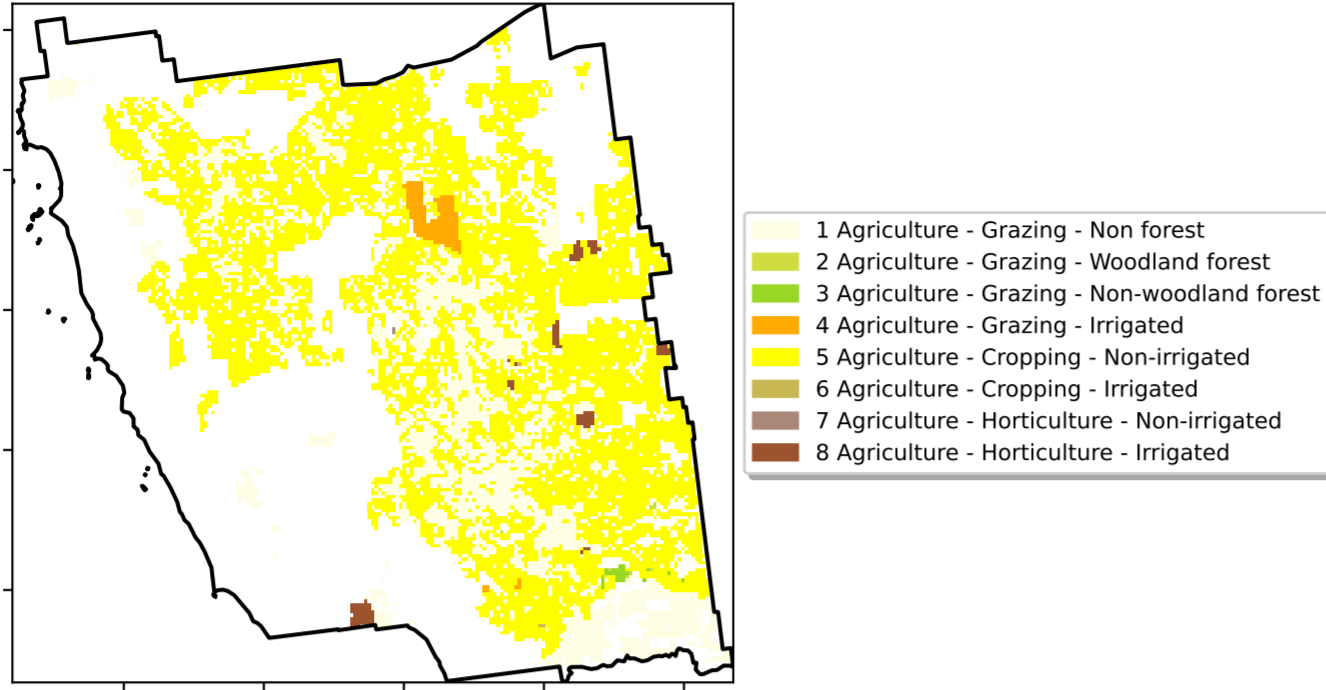 1 Agriculture - Grazing - Non forest
2 Agriculture - Grazing - Woodland forest
3 Agriculture - Grazing - Non-woodland forest
4 Agriculture - Grazing - Irrigated
5 Agriculture - Cropping - Non-irrigated
6 Agriculture - Cropping - Irrigated
7 Agriculture - Horticulture - Non-irrigated
8 Agriculture - Horticulture - Irrigated